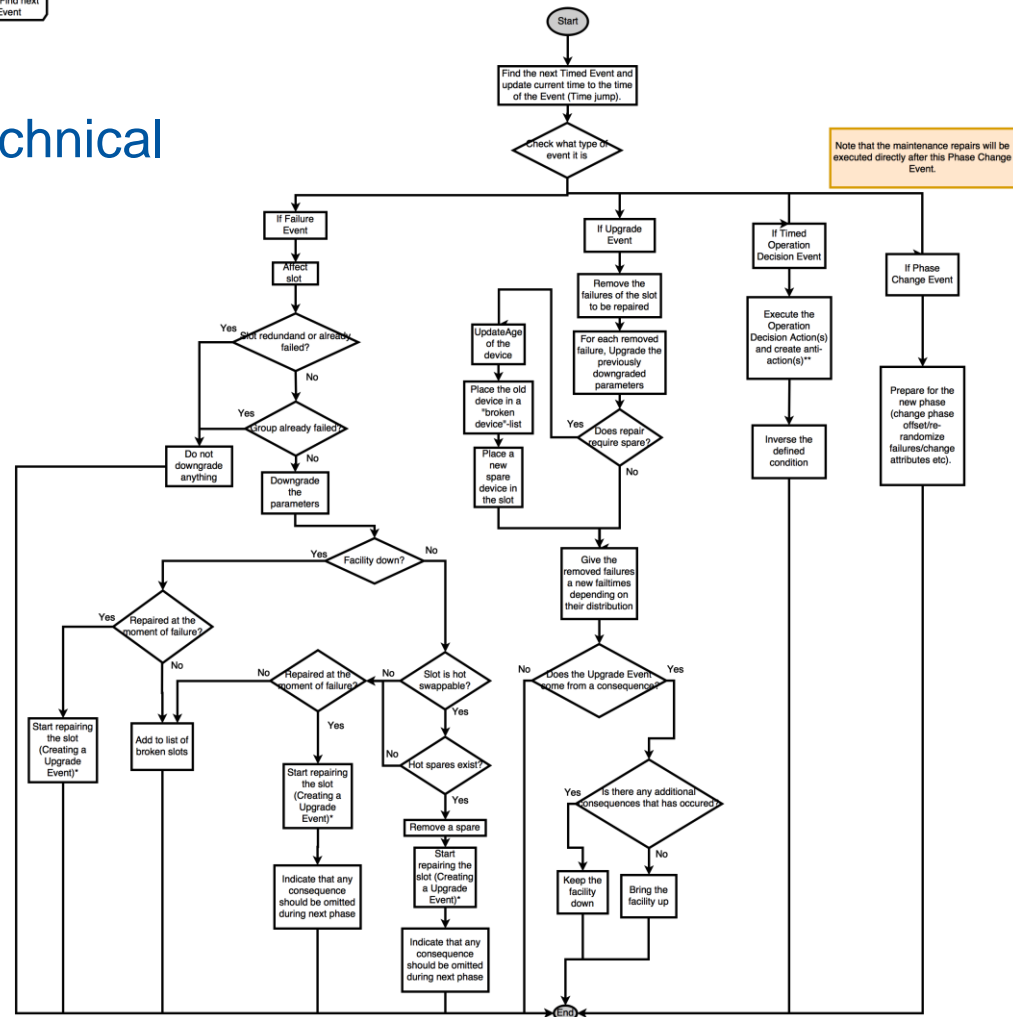 Find next
Event
chnical
Start
Find the next Timed Event and
update current time to the time
of the Event (Time jump).
Check what type of
event it is
Note that the maintenance repairs will be
executed directly after this Phase Change
Event.
If Failure
Event
Affect
slot
Yes
Slot redundand or already
failed?
No
Yes
Group already failed?
No
Do not
downgrade
anything
Downgrade
the
parameters
Yes
Facility down?
No
Yes
Repaired at the
moment of failure?
No
Start repairing
the slot
(Creating a
Upgrade
Event)*
Add to list of
broken slots
No
Repaired at the
moment of failure?
Yes
No
Slot is hot
swappable?
Yes
No
Hot spares exist?
Yes
Start repairing
the slot
(Creating a
Upgrade
Event)*
Indicate that any
consequence
should be omitted
during next phase
Remove a spare
Start
repairing the
slot (Creating
a Upgrade
Event)*
Indicate that any
consequence
should be omitted
during next phase
If Upgrade
Event
Remove the
failures of the slot
to be repaired
For each removed
failure, Upgrade the
previously
downgraded
parameters
Yes
Does repair
require spare?
No
UpdateAge
of the
device
Place the old
device in a
"broken
device"-list
Place a
new
spare
device in
the slot
Give the
removed failures
a new failtimes
depending on
their distribution
No
Does the Upgrade Event
come from a consequence?
Yes
Yes
Is there any additional
consequences that has occured?
No
Keep the
facility
down
Bring the
facility up
If Timed
Operation
Decision Event
Execute the
Operation
Decision Action(s)
and create anti-
action(s)**
Inverse the
defined
condition
If Phase
Change Event
Prepare for the
new phase
(change phase
offset/re-
randomize
failures/change
attributes etc).
End